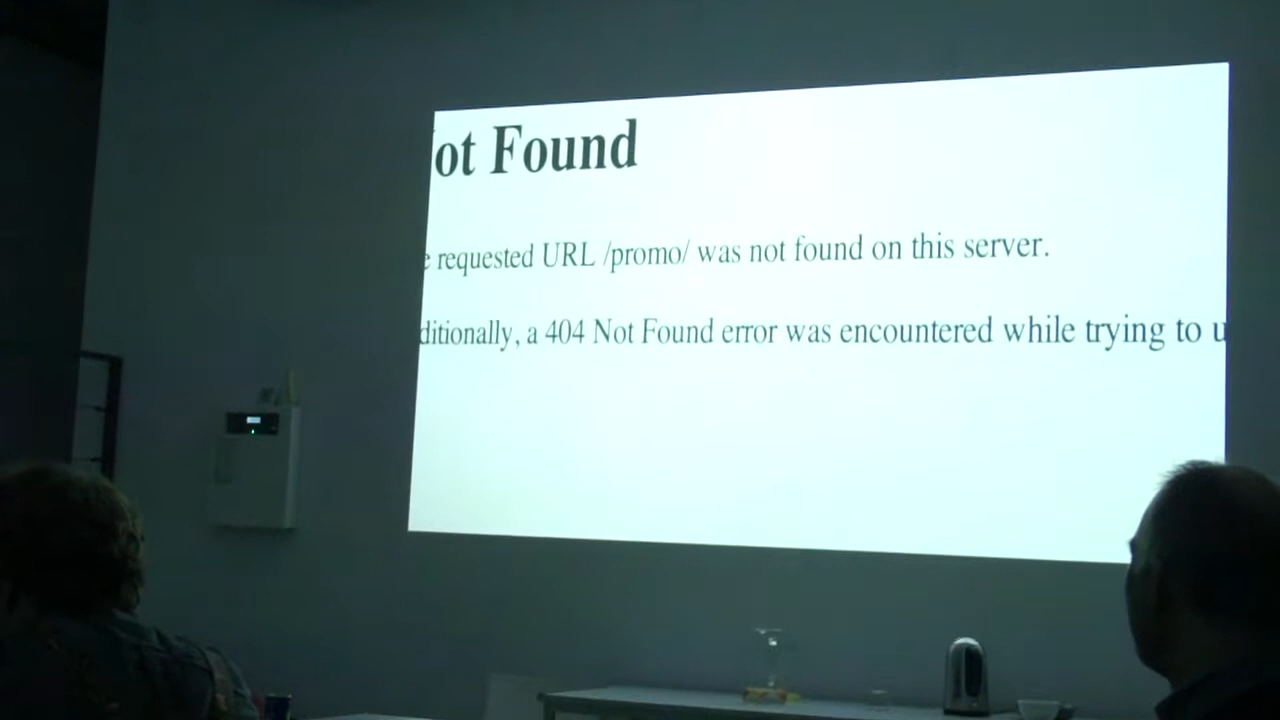 ot Found
e requested URL /promo/ was not found on this server.
ditionally, a 404 Not Found error was encountered while trying to u